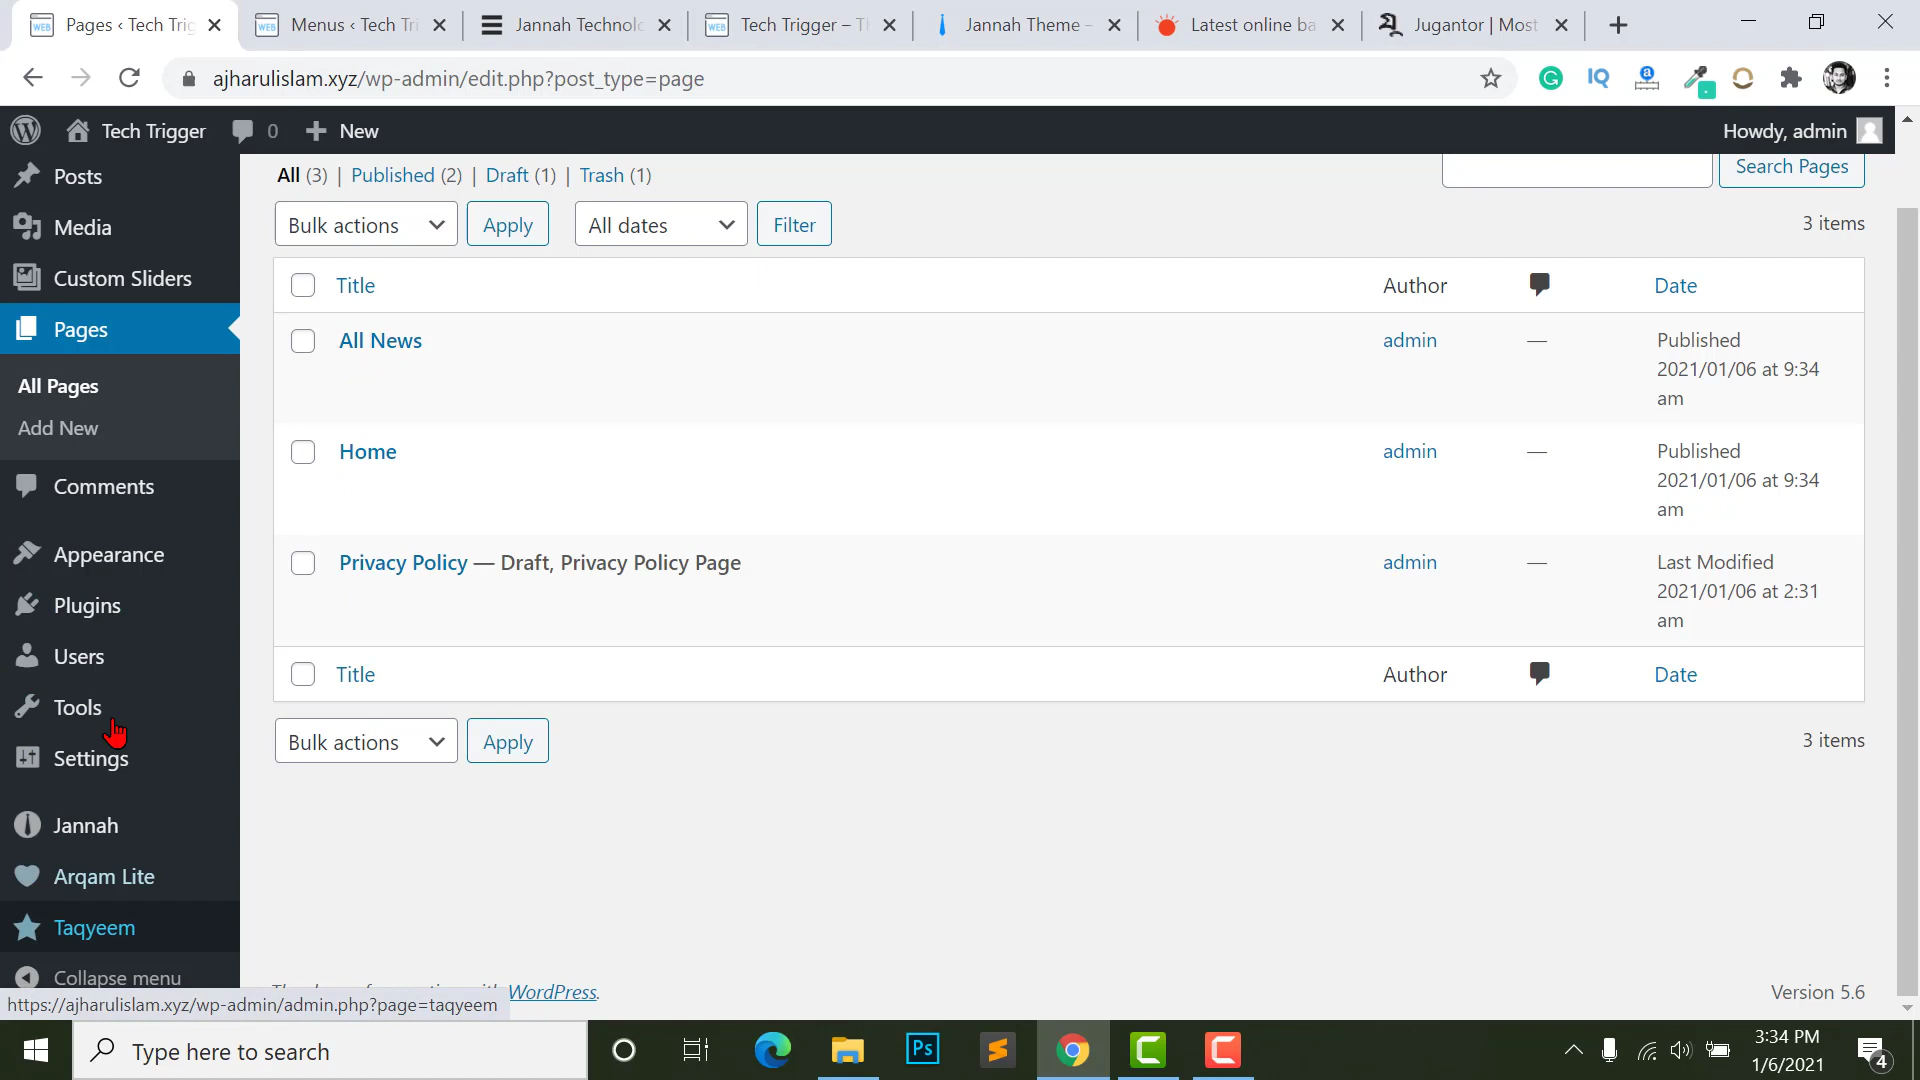 Pages ‹ Tech Trig
Menus ‹ Tech Tri
Jannah Technolo
Tech Trigger – T
Jannah Theme –
Latest online ba
Jugantor | Most
ajharulislam.xyz/wp-admin/edit.php?post_type=page
Tech Trigger
0
New
Howdy, admin
Posts
Media
Custom Sliders
Pages
All Pages
Add New
Comments
Appearance
Plugins
Users
Tools
Settings
Jannah
Arqam Lite
Taqyeem
Collapse menu
All (3) | Published (2) | Draft (1) | Trash (1)
Search Pages
Bulk actions
Apply
All dates
Filter
3 items
Title
Author
Date
All News
admin
—
Published
2021/01/06 at 9:34
am
Home
admin
—
Published
2021/01/06 at 9:34
am
Privacy Policy — Draft, Privacy Policy Page
admin
—
Last Modified
2021/01/06 at 2:31
am
Title
Author
Date
Bulk actions
Apply
3 items
WordPress.
Version 5.6
https://ajharulislam.xyz/wp-admin/admin.php?page=taqyeem
Type here to search
Ps
3:34 PM
1/6/2021
4